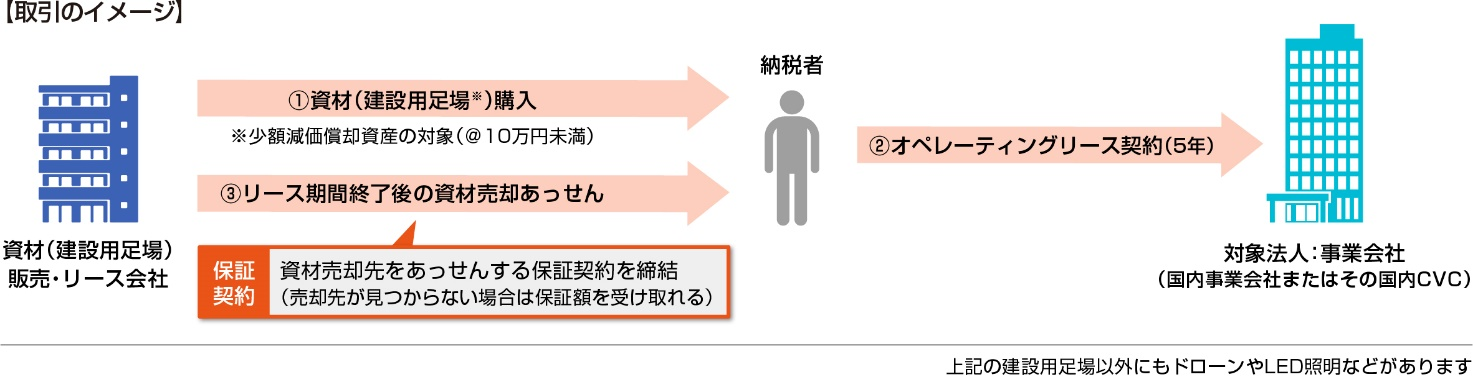 【取引のイメージ】
納税者
①資材(建設用足場※)購入
※少額減価償却資産の対象(@10万円未満)
②オペレーティングリース契約(5年)
③リース期間終了後の資材売却あっせん
資材(建設用足場)
販売・リース会社
保証
契約
資材売却先をあっせんする保証契約を締結
(売却先が見つからない場合は保証額を受け取れる)
対象法人：事業会社
(国内事業会社またはその国内CVC)
上記の建設用足場以外にもドローンやLED照明などがあります